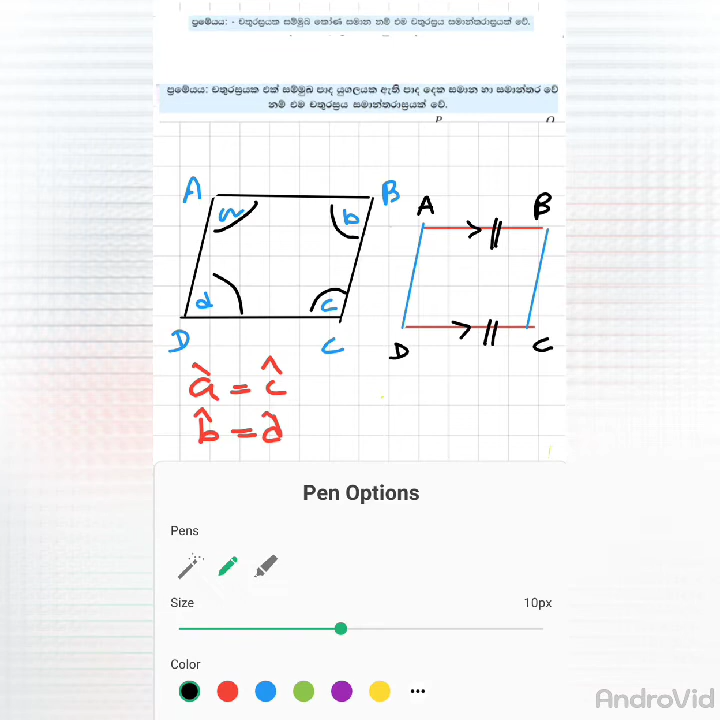 ප්‍රමේයය: - චතුරස්‍රයක සම්මුඛ කෝණ සමාන නම් එම චතුරස්‍රය සමාන්තරාස්‍රයක් වේ.
ප්‍රමේයය: චතුරස්‍රයක එක් සම්මුඛ පාද යුගලයක ඇති පාද දෙක සමාන හා සමාන්තර වේ
නම් එම චතුරස්‍රය සමාන්තරාස්‍රයක් වේ.
P
A B
A B
a b
d c
D C
D C
â = ĉ
b̂ = d̂
Pen Options
Pens
Size 10px
Color
AndroVid